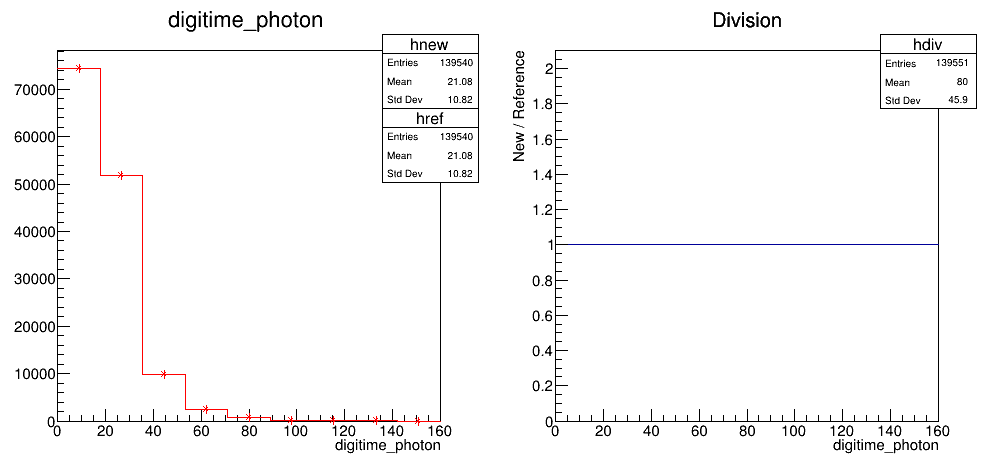 digitime_photon
hnew
Entries 139540
Mean 21.08
Std Dev 10.82
href
Entries 139540
Mean 21.08
Std Dev 10.82
70000
60000
50000
40000
30000
20000
10000
0
0 20 40 60 80 100 120 140 160
digitime_photon
Division
hdiv
Entries 139551
Mean 80
Std Dev 45.9
New / Reference
2
1.8
1.6
1.4
1.2
1
0.8
0.6
0.4
0.2
0
0 20 40 60 80 100 120 140 160
digitime_photon